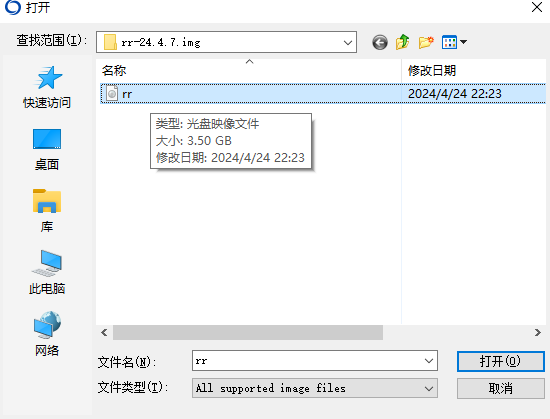 打开
查找范围(I):
rr-24.4.7.img
名称
修改日期
rr
2024/4/24 22:23
类型: 光盘映像文件
大小: 3.50 GB
修改日期: 2024/4/24 22:23
快速访问
桌面
库
此电脑
网络
文件名(N):
rr
打开(O)
文件类型(T):
All supported image files
取消